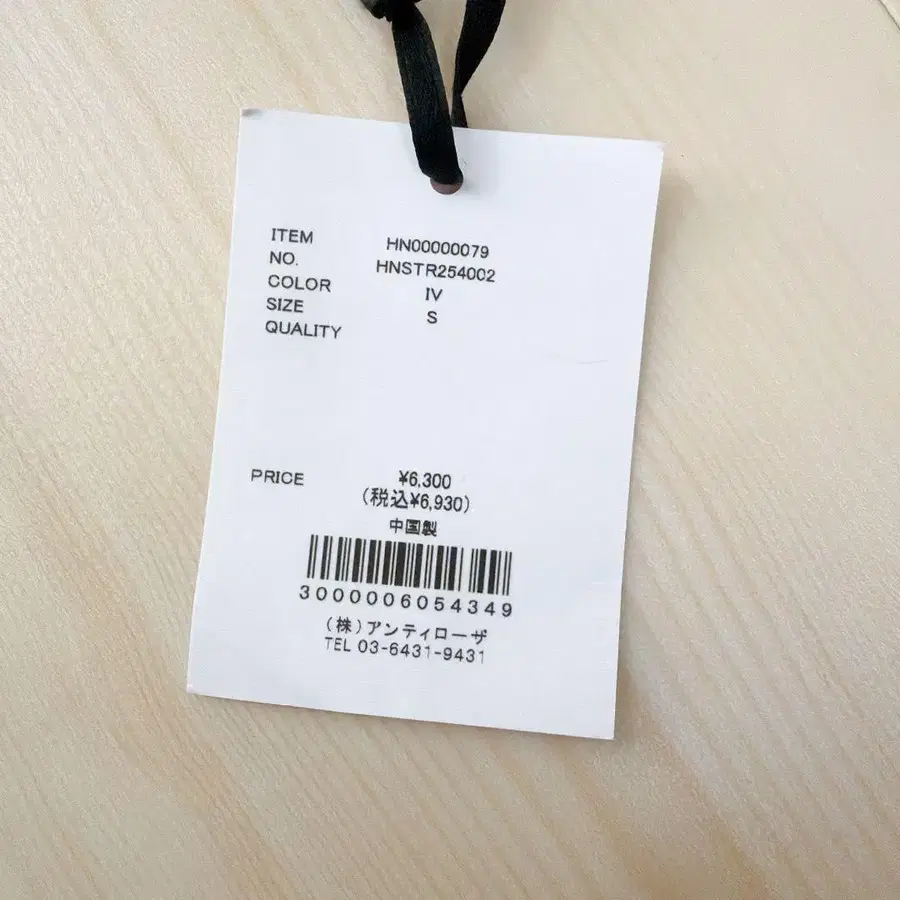 ITEM HN00000079
NO. HNSTR254002
COLOR IV
SIZE S
QUALITY
PRICE ¥6,300
(税込¥6,930)
中国製
3000006054349
(株)アンティローザ
TEL 03-6431-9431